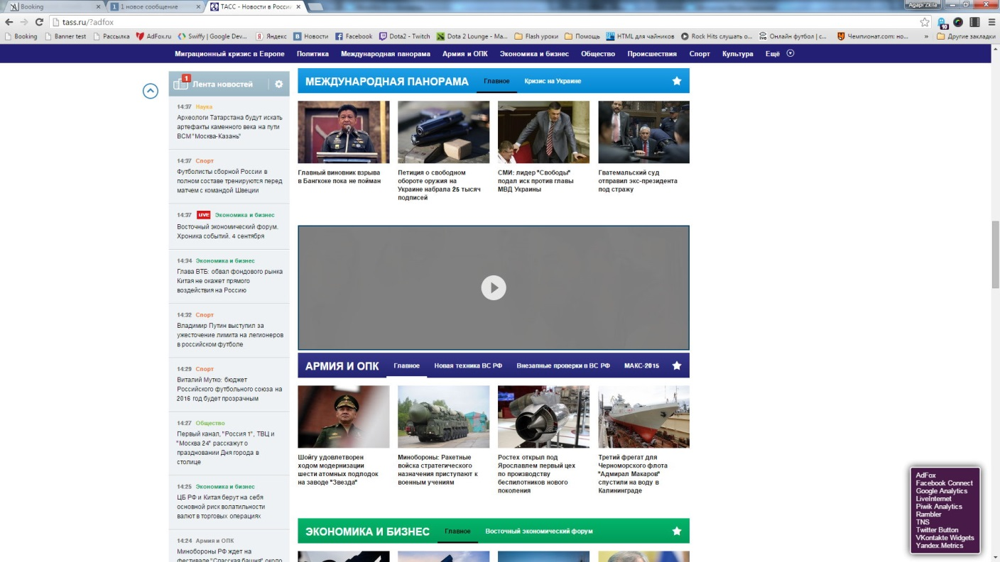 Booking
1 новое сообщение
ТАСС - Новости в Росси
Agapi Zkila
tass.ru/?adfox
10
Booking
Banner test
Рассылка
AdFox.ru
Swiffy | Google Dev...
Яндекс
Новости
Facebook
Dota2 - Twitch
Dota 2 Lounge - Ma...
Flash уроки
Помощь
HTML для чайников
Rock Hits слушать о...
Онлайн футбол | с...
Чемпионат.com: но...
»
Другие закладки
Миграционный кризис в Европе
Политика
Международная панорама
Армия и ОПК
Экономика и бизнес
Общество
Происшествия
Спорт
Культура
Ещё
1
Лента новостей
14:37 Наука
Археологи Татарстана будут искать
артефакты каменного века на пути
ВСМ "Москва-Казань"
14:37 Спорт
Футболисты сборной России в
полном составе тренируются перед
матчем с командой Швеции
14:37 LIVE Экономика и бизнес
Восточный экономический форум.
Хроника событий. 4 сентября
14:34 Экономика и бизнес
Глава ВТБ: обвал фондового рынка
Китая не окажет прямого
воздействия на Россию
14:32 Спорт
Владимир Путин выступил за
ужесточение лимита на легионеров
в российском футболе
14:29 Спорт
Виталий Мутко: бюджет
Российского футбольного союза на
2016 год будет прозрачным
14:27 Общество
Первый канал, "Россия 1", ТВЦ и
"Москва 24" расскажут о
праздновании Дня города в
столице
14:25 Экономика и бизнес
ЦБ РФ и Китая берут на себя
основной риск волатильности
валют в торговых операциях
14:24 Армия и ОПК
Минобороны РФ ждет на
фестивале "Спасская башня" около
МЕЖДУНАРОДНАЯ ПАНОРАМА
Главное
Кризис на Украине
Главный виновник взрыва
в Бангкоке пока не пойман
Петиция о свободном
обороте оружия на
Украине набрала 25 тысяч
подписей
СМИ: лидер "Свободы"
подал иск против главы
МВД Украины
Гватемальский суд
отправил экс-президента
под стражу
АРМИЯ И ОПК
Главное
Новая техника ВС РФ
Внезапные проверки в ВС РФ
МАКС-2015
Шойгу удовлетворен
ходом модернизации
шести атомных подлодок
на заводе "Звезда"
Минобороны: Ракетные
войска стратегического
назначения приступают к
военным учениям
Ростех открыл под
Ярославлем первый цех
по производству
беспилотников нового
поколения
Третий фрегат для
Черноморского флота
"Адмирал Макаров"
спустили на воду в
Калининграде
ЭКОНОМИКА И БИЗНЕС
Главное
Восточный экономический форум
AdFox
Facebook Connect
Google Analytics
LiveInternet
Piwik Analytics
Rambler
TNS
Twitter Button
VKontakte Widgets
Yandex.Metrics